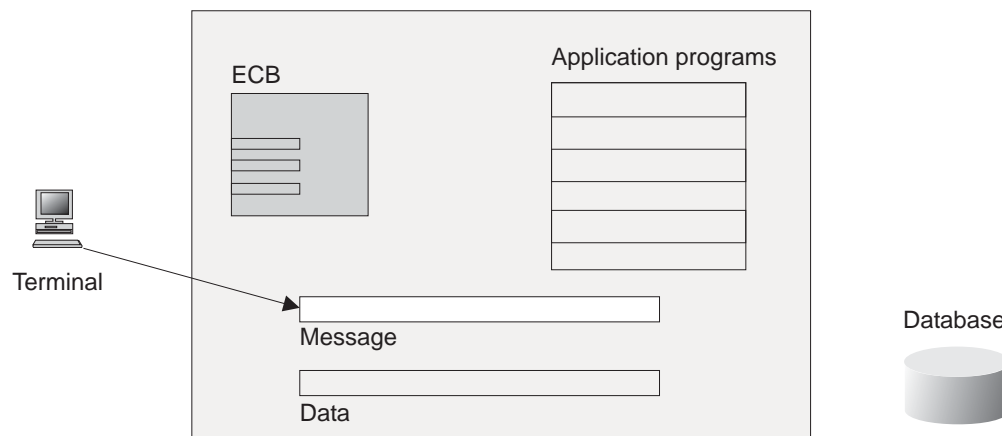 ECB
Application programs
Terminal
Message
Database
Data